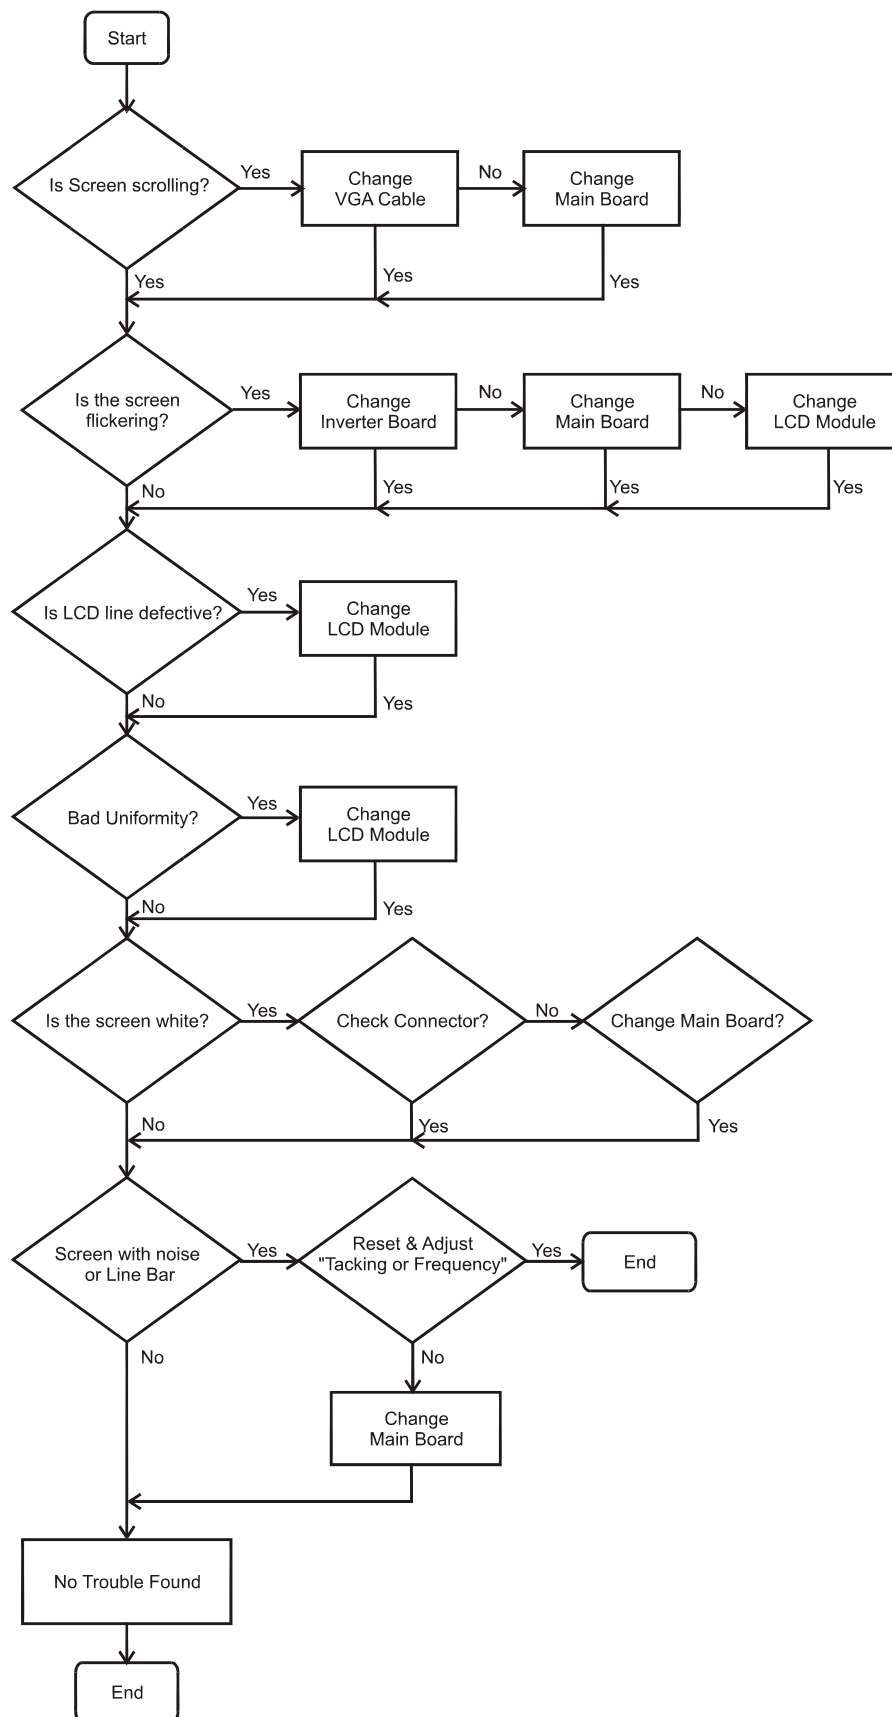 Start
Is Screen scrolling?
Yes
Change
VGA Cable
No
Change
Main Board
Yes
Yes
Yes
Is the screen
flickering?
Yes
Change
Inverter Board
No
Change
Main Board
No
Change
LCD Module
No
Yes
Yes
Yes
Is LCD line defective?
Yes
Change
LCD Module
No
Yes
Bad Uniformity?
Yes
Change
LCD Module
No
Yes
Is the screen white?
Yes
Check Connector?
No
Change Main Board?
No
Yes
Yes
Screen with noise
or Line Bar
Yes
Reset & Adjust
"Tacking or Frequency"
Yes
End
No
No
Change
Main Board
No Trouble Found
End